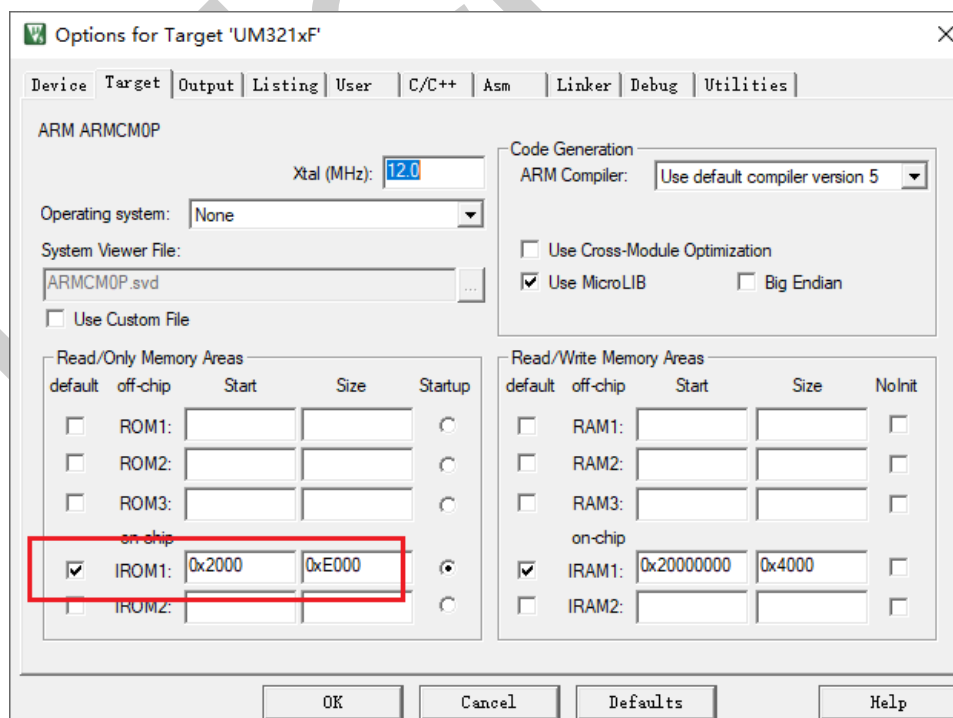 Options for Target 'UM321xF'
Device Target Output Listing User C/C++ Asm Linker Debug Utilities
ARM ARMCM0P
Xtal (MHz): 12.0
Operating system: None
System Viewer File:
ARMCM0P.svd ...
Use Custom File
Code Generation
ARM Compiler: Use default compiler version 5
Use Cross-Module Optimization
Use MicroLIB Big Endian
Read/Only Memory Areas
default off-chip Start Size Startup
ROM1:
ROM2:
ROM3:
on-chip
IROM1: 0x2000 0xE000
IROM2:
Read/Write Memory Areas
default off-chip Start Size NoInit
RAM1:
RAM2:
RAM3:
on-chip
IRAM1: 0x20000000 0x4000
IRAM2:
OK Cancel Defaults Help